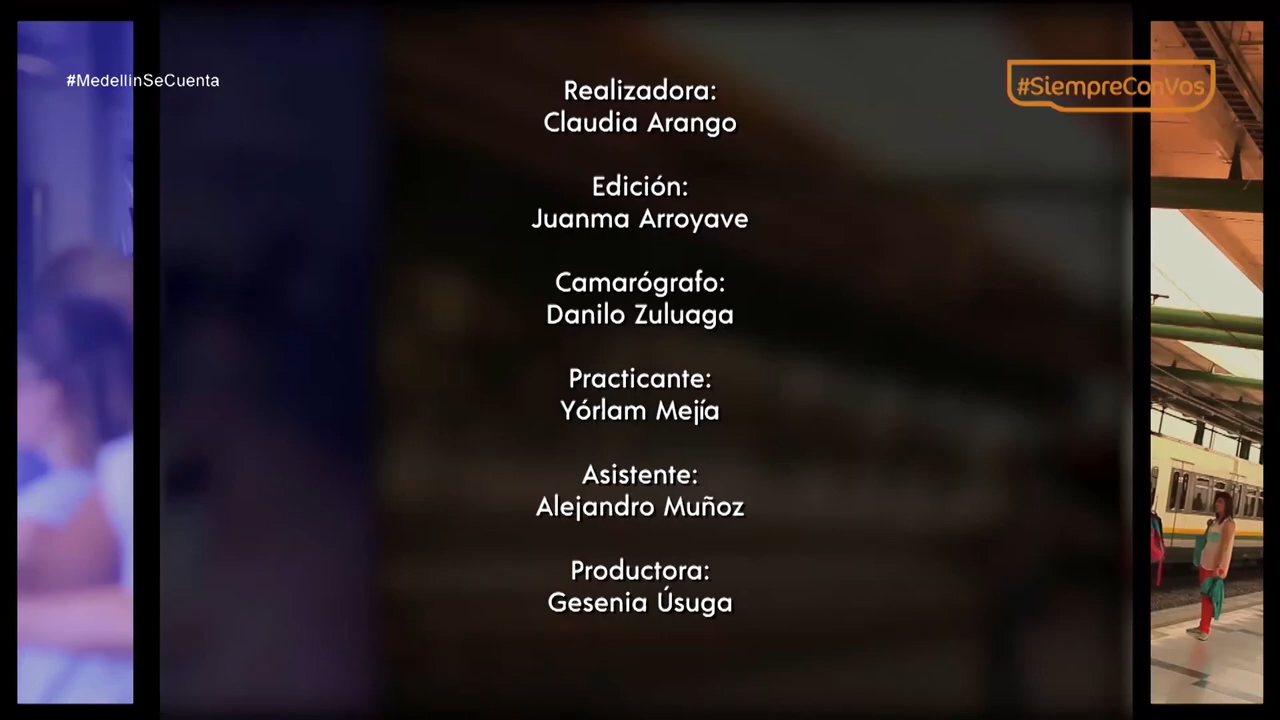 #MedellínSeCuenta
#SiempreConVos
Realizadora:
Claudia Arango
Edición:
Juanma Arroyave
Camarógrafo:
Danilo Zuluaga
Practicante:
Yórlam Mejía
Asistente:
Alejandro Muñoz
Productora:
Gesenia Úsuga